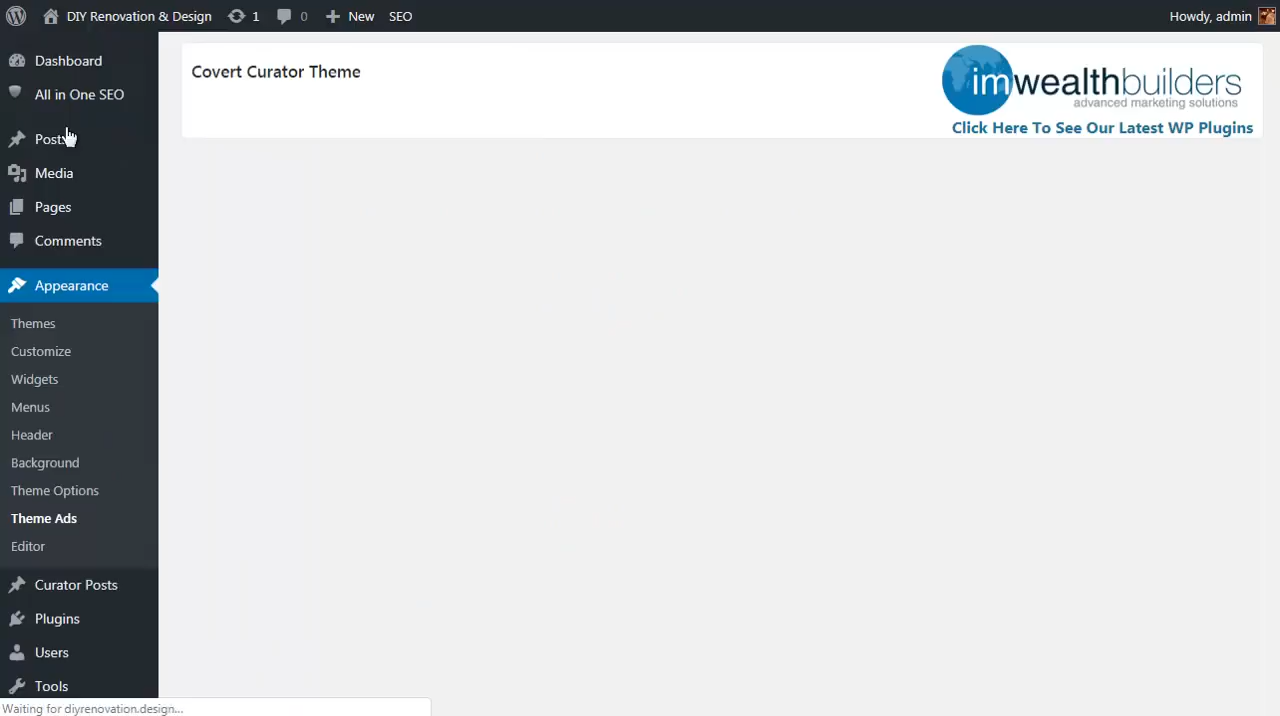 DIY Renovation & Design 1 0 New SEO Howdy, admin
Dashboard
All in One SEO
Posts
Media
Pages
Comments
Appearance
Themes
Customize
Widgets
Menus
Header
Background
Theme Options
Theme Ads
Editor
Curator Posts
Plugins
Users
Tools
Covert Curator Theme
imwealthbuilders
advanced marketing solutions
Click Here To See Our Latest WP Plugins
Waiting for diyrenovation.design...